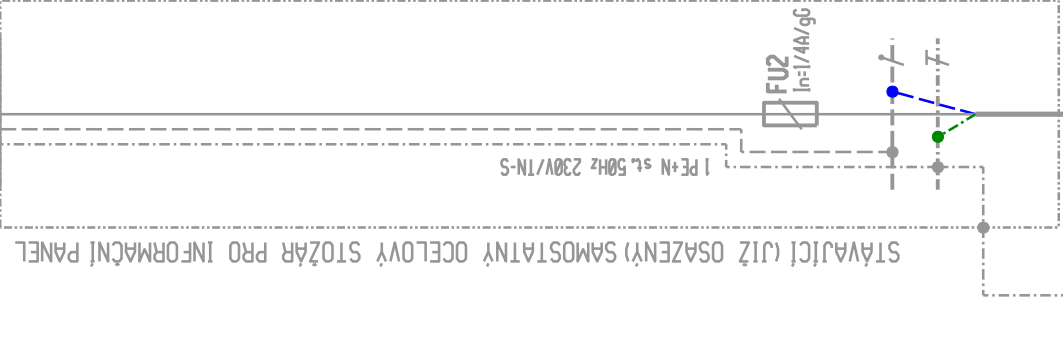 FU2
In=1/4A/gG
1 PE+N st. 50Hz 230V/TN-S
STÁVAJÍCÍ (JIŽ OSAZENÝ) SAMOSTATNÝ OCELOVÝ STOŽÁR PRO INFORMAČNÍ PANEL